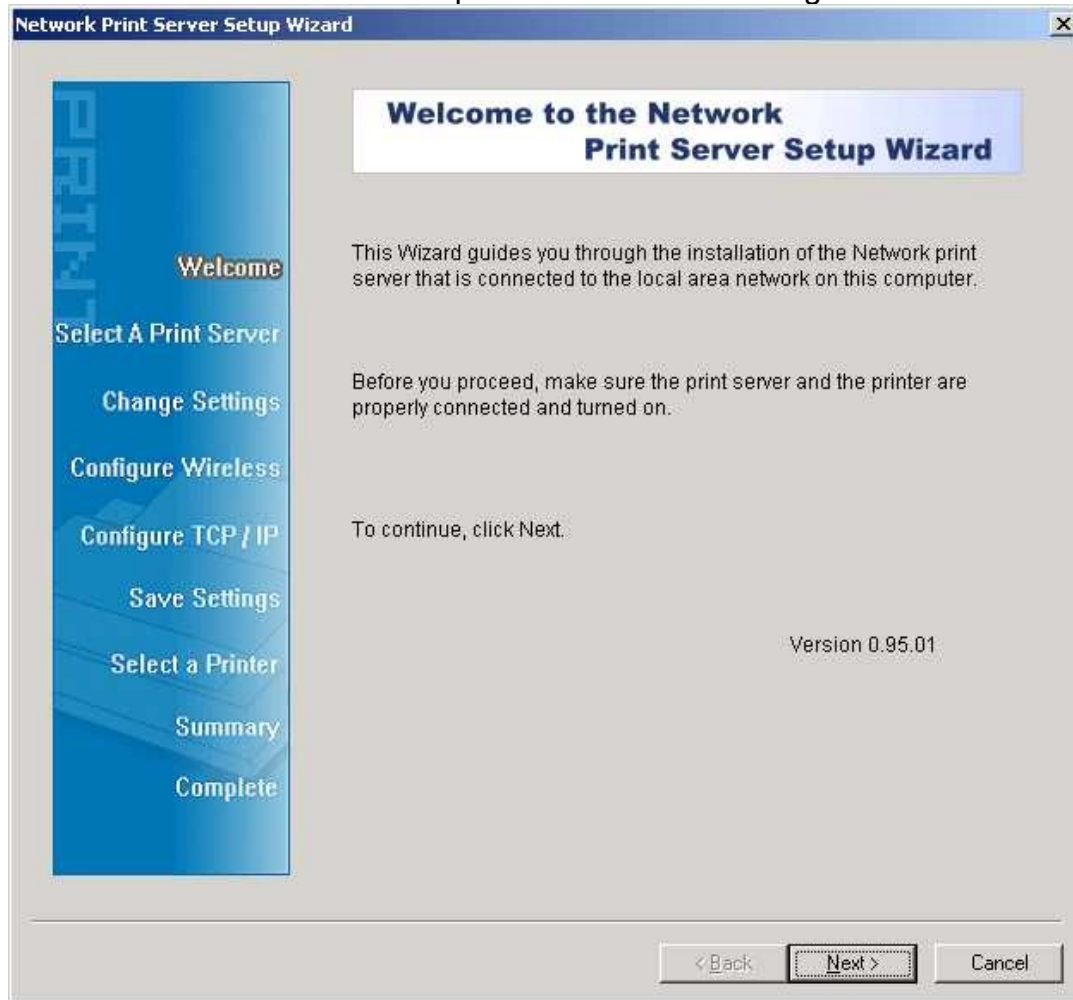 Network Print Server Setup Wizard
PRINT
Welcome to the Network
Print Server Setup Wizard
Welcome
Select A Print Server
Change Settings
Configure Wireless
Configure TCP / IP
Save Settings
Select a Printer
Summary
Complete
This Wizard guides you through the installation of the Network print
server that is connected to the local area network on this computer.
Before you proceed, make sure the print server and the printer are
properly connected and turned on.
To continue, click Next.
Version 0.95.01
< Back
Next >
Cancel